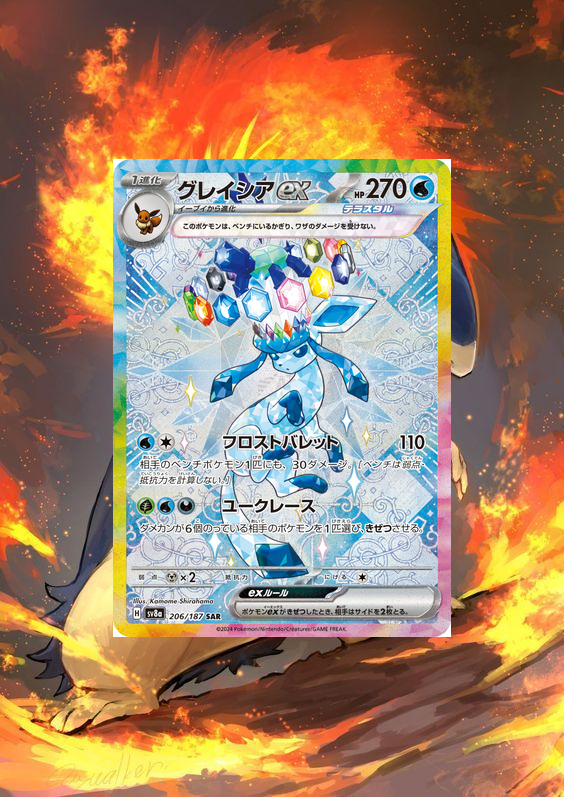 1進化
グレイシアex
HP270
イーブイから進化
テラスタル
このポケモンは、ベンチにいるかぎり、ワザのダメージを受けない。
フロストバレット 110
相手のベンチポケモン1匹にも、30ダメージ。[ベンチは弱点・
抵抗力を計算しない。]
ユークレース
ダメカンが6個のっている相手のポケモンを1匹選び、きぜつさせる。
弱点 ×2 抵抗力 にげる
exルール
ポケモンexがきぜつしたとき、相手はサイドを2枚とる。
Illus. Kamome Shirahama
H sv8a 206/187 SAR
©2024 Pokémon/Nintendo/Creatures/GAME FREAK.